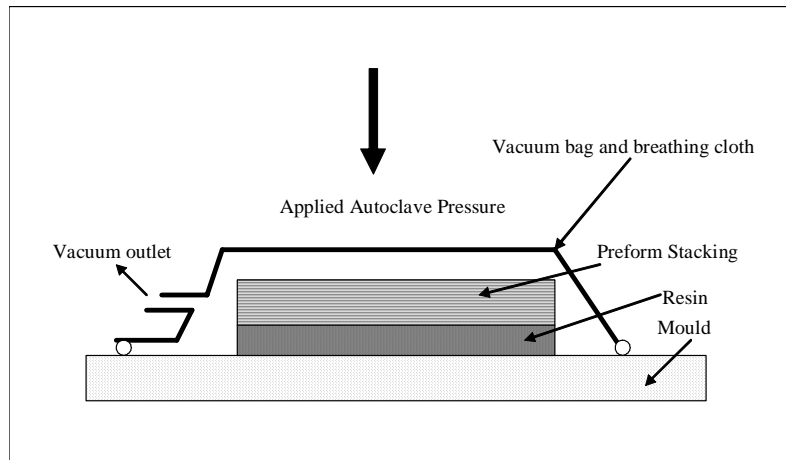 Vacuum bag and breathing cloth
Applied Autoclave Pressure
Vacuum outlet
Preform Stacking
Resin
Mould